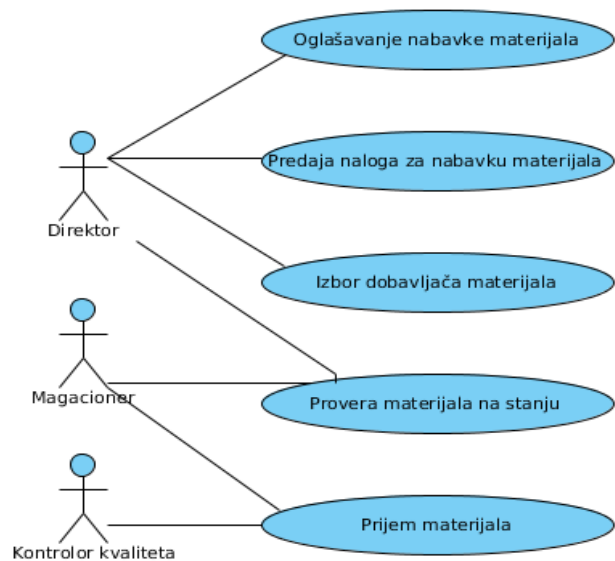 Oglašavanje nabavke materijala
Predaja naloga za nabavku materijala
Direktor
Izbor dobavljača materijala
Magacioner
Provera materijala na stanju
Prijem materijala
Kontrolor kvaliteta